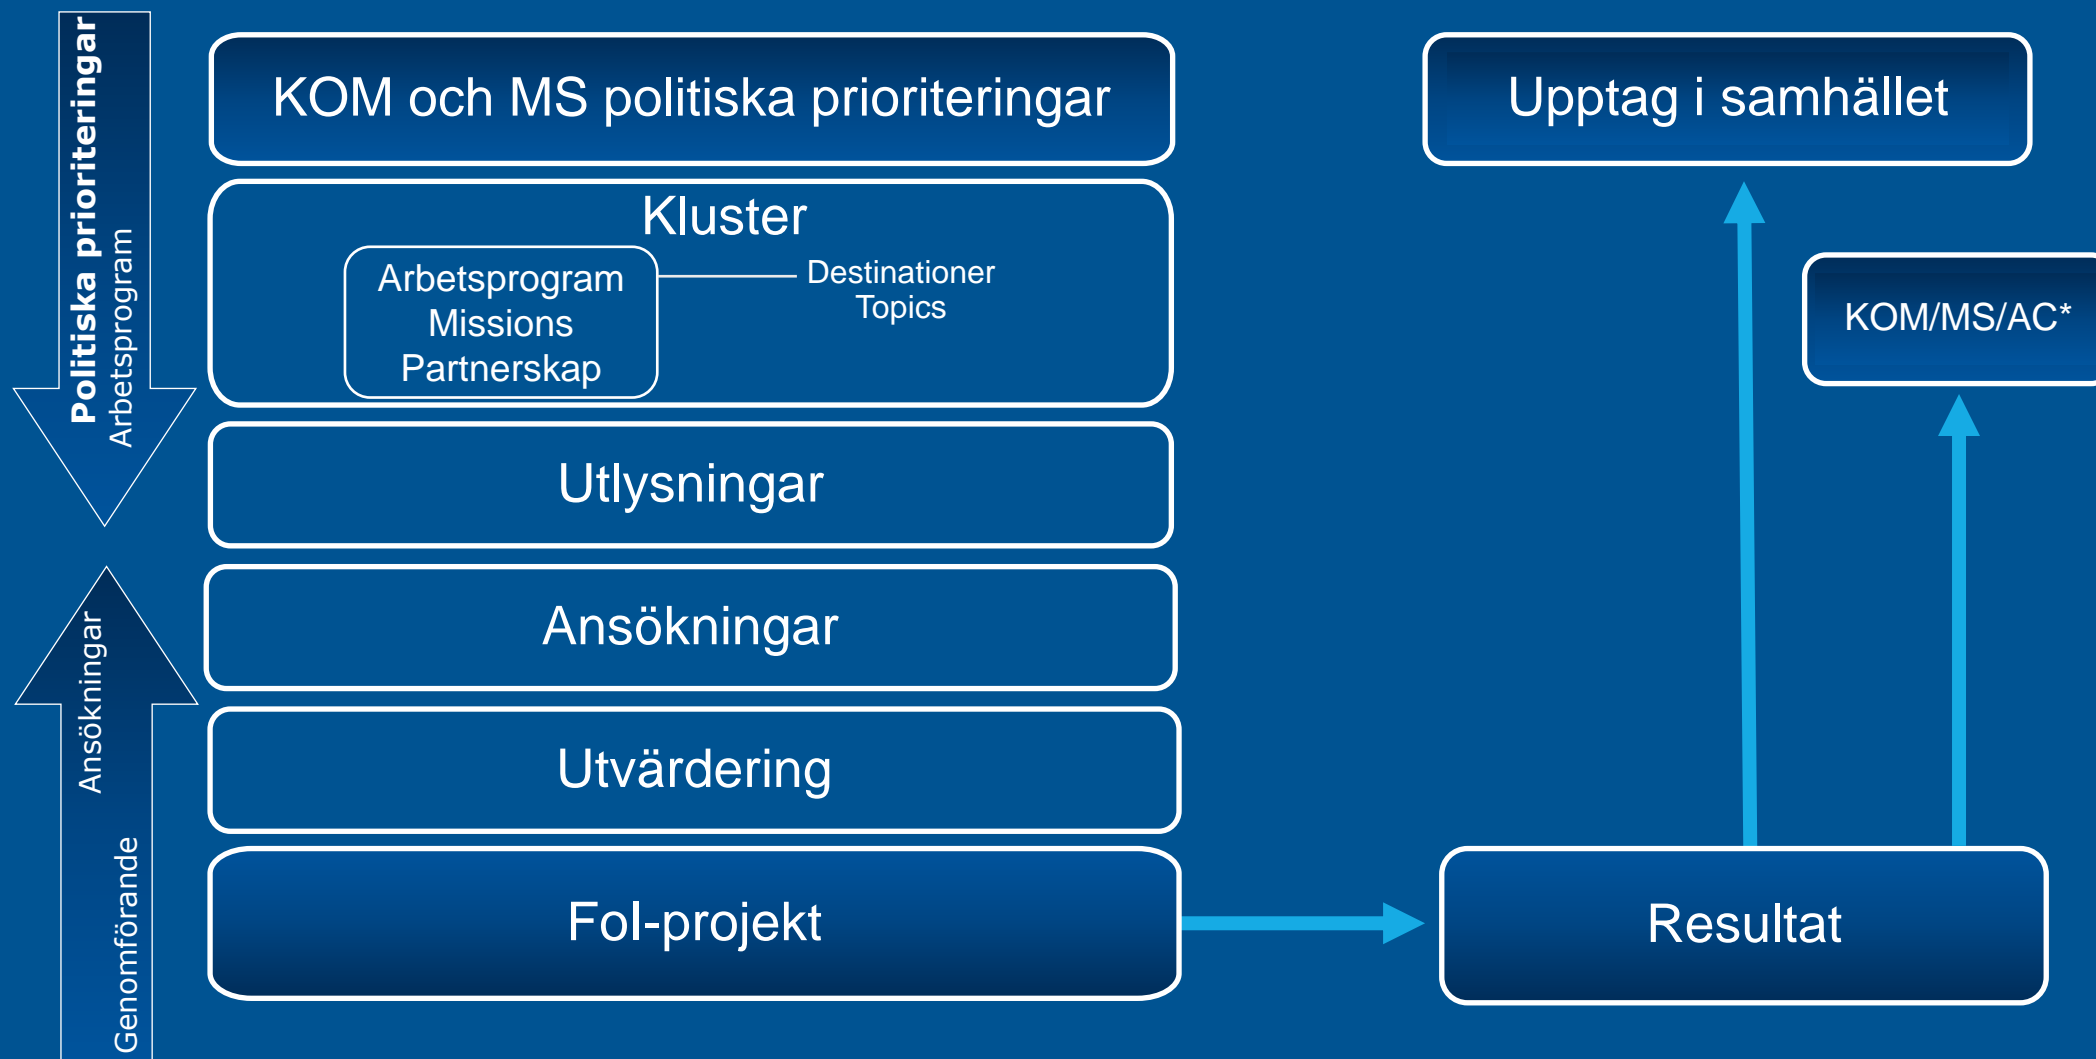 Politiska prioriteringar
Arbetsprogram
KOM och MS politiska prioriteringar
Kluster
Arbetsprogram
Missions
Partnerskap
Destinationer
Topics
Utlysningar
Ansökningar
Utvärdering
FoI-projekt
Ansökningar
Genomförande
Upptag i samhället
KOM/MS/AC*
Resultat